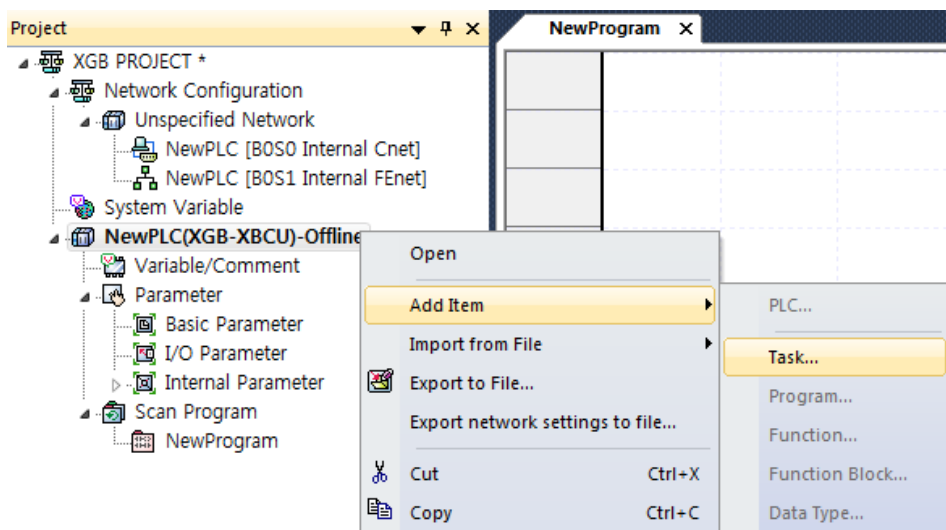 Project
NewProgram
XGB PROJECT *
Network Configuration
Unspecified Network
NewPLC [B0S0 Internal Cnet]
NewPLC [B0S1 Internal FEnet]
System Variable
NewPLC(XGB-XBCU)-Offline
Variable/Comment
Parameter
Basic Parameter
I/O Parameter
Internal Parameter
Scan Program
NewProgram
Open
Add Item
Import from File
Export to File...
Export network settings to file...
Cut Ctrl+X
Copy Ctrl+C
PLC...
Task...
Program...
Function...
Function Block...
Data Type...